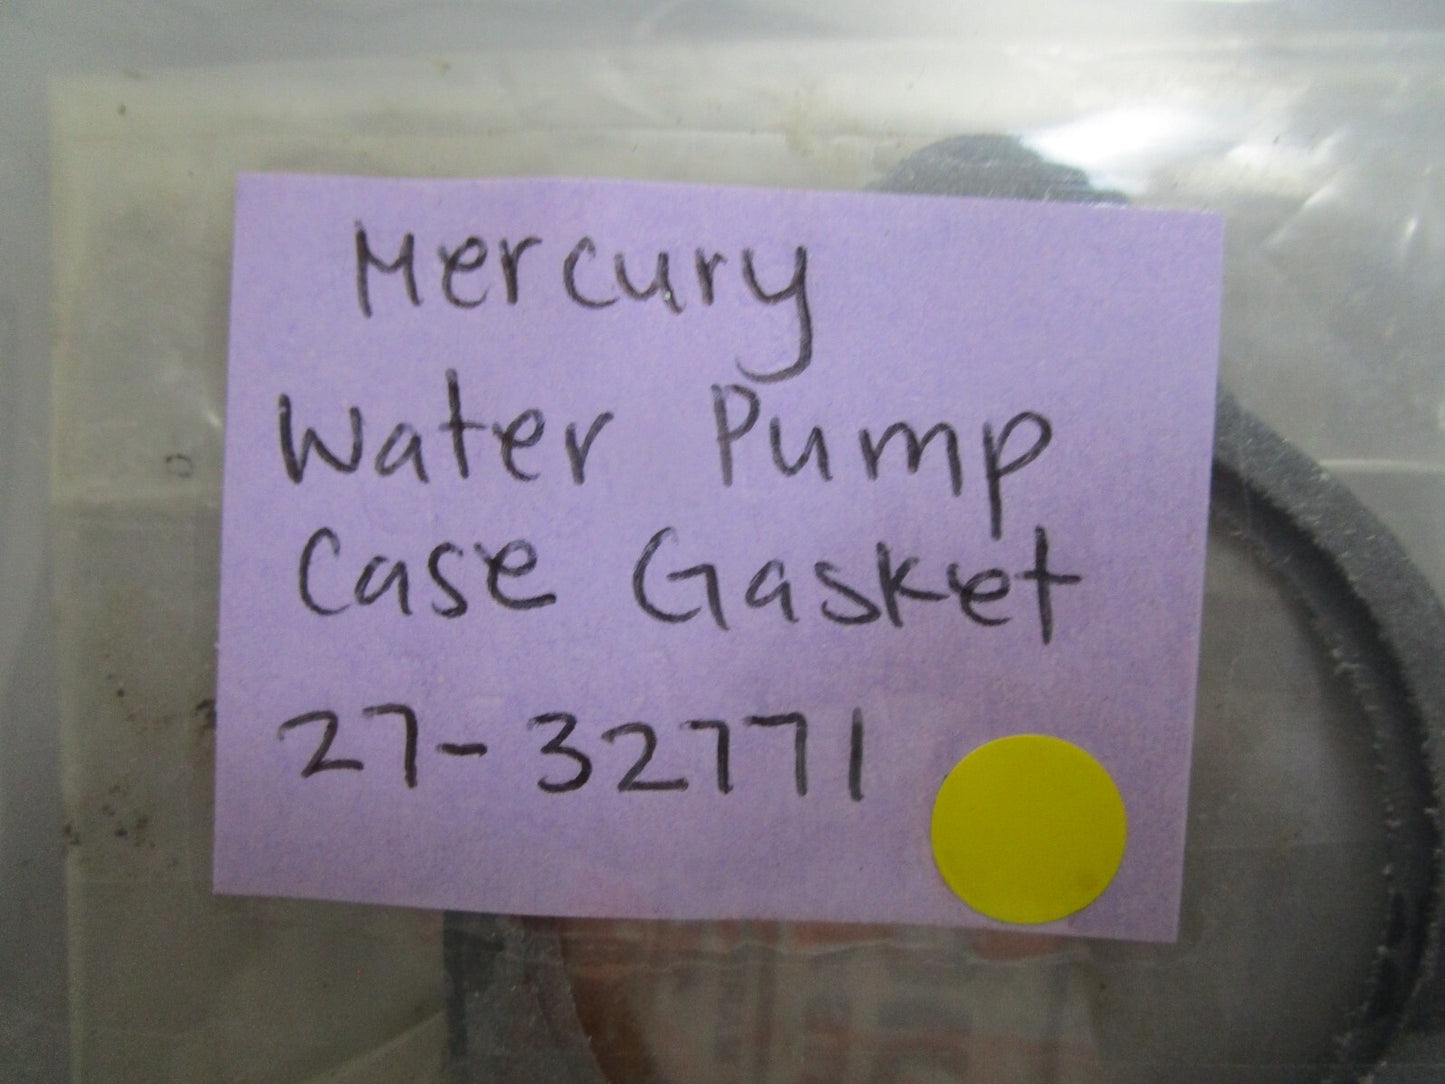 Mercury
Water Pump
Case Gasket
27-32771